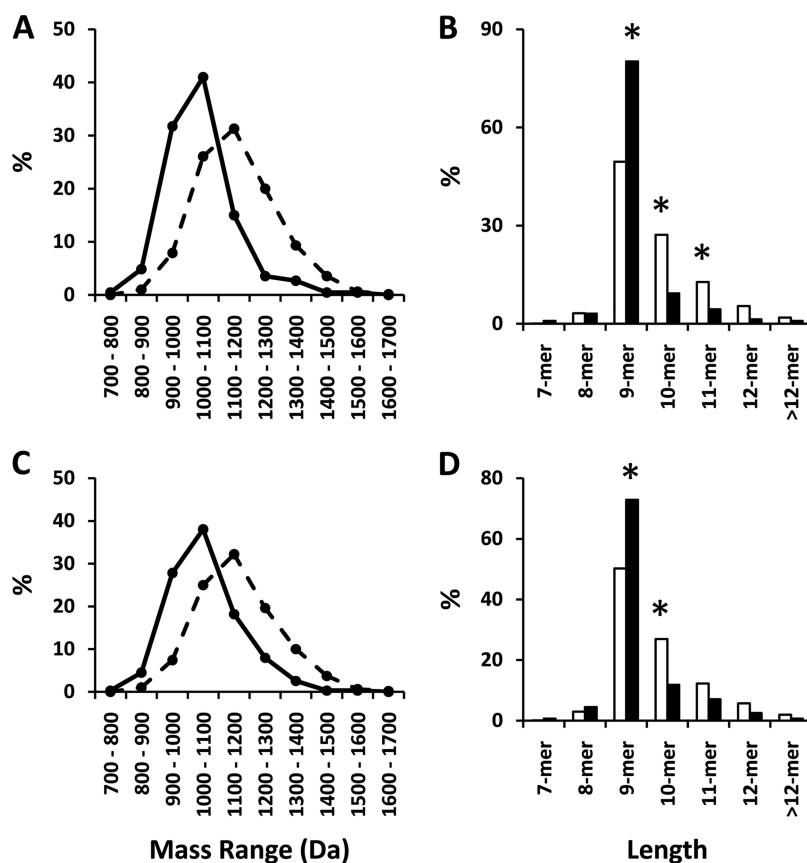 A
50
40
30
20
10
0
%
700 - 800
800 - 900
900 - 1000
1000 - 1100
1100 - 1200
1200 - 1300
1300 - 1400
1400 - 1500
1500 - 1600
1600 - 1700
B
90
60
30
0
%
*
*
*
7-mer
8-mer
9-mer
10-mer
11-mer
12-mer
>12-mer
C
50
40
30
20
10
0
%
700 - 800
800 - 900
900 - 1000
1000 - 1100
1100 - 1200
1200 - 1300
1300 - 1400
1400 - 1500
1500 - 1600
1600 - 1700
Mass Range (Da)
D
80
60
40
20
0
%
*
*
7-mer
8-mer
9-mer
10-mer
11-mer
12-mer
>12-mer
Length